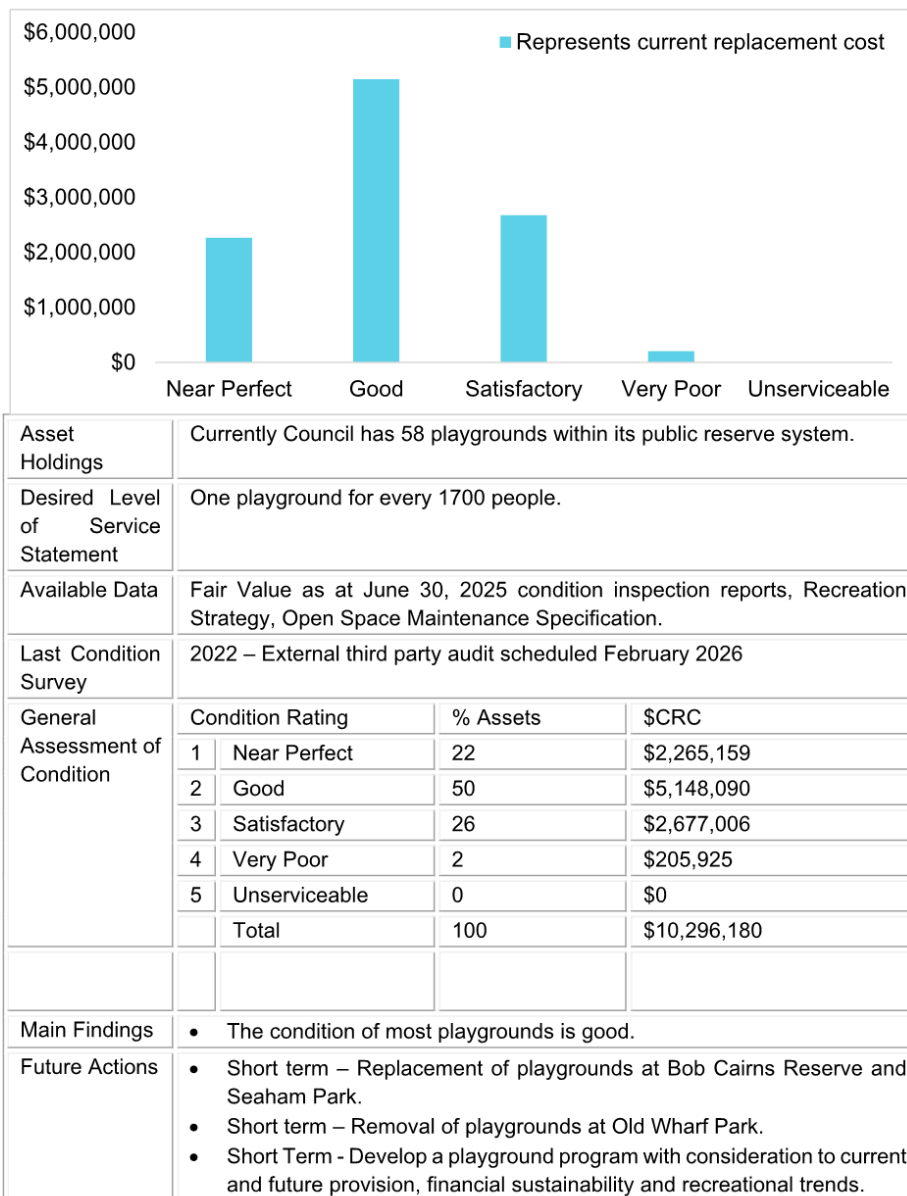 $6,000,000
Represents current replacement cost
$5,000,000
$4,000,000
$3,000,000
$2,000,000
$1,000,000
$0
Near Perfect Good Satisfactory Very Poor Unserviceable
Asset Holdings
Currently Council has 58 playgrounds within its public reserve system.
Desired Level
of Service
Statement
One playground for every 1700 people.
Available Data
Fair Value as at June 30, 2025 condition inspection reports, Recreation
Strategy, Open Space Maintenance Specification.
Last Condition
Survey
2022 – External third party audit scheduled February 2026
General
Assessment of
Condition
Condition Rating % Assets $CRC
1 Near Perfect 22 $2,265,159
2 Good 50 $5,148,090
3 Satisfactory 26 $2,677,006
4 Very Poor 2 $205,925
5 Unserviceable 0 $0
Total 100 $10,296,180
Main Findings
• The condition of most playgrounds is good.
Future Actions
• Short term – Replacement of playgrounds at Bob Cairns Reserve and
Seaham Park.
• Short term – Removal of playgrounds at Old Wharf Park.
• Short Term - Develop a playground program with consideration to current
and future provision, financial sustainability and recreational trends.